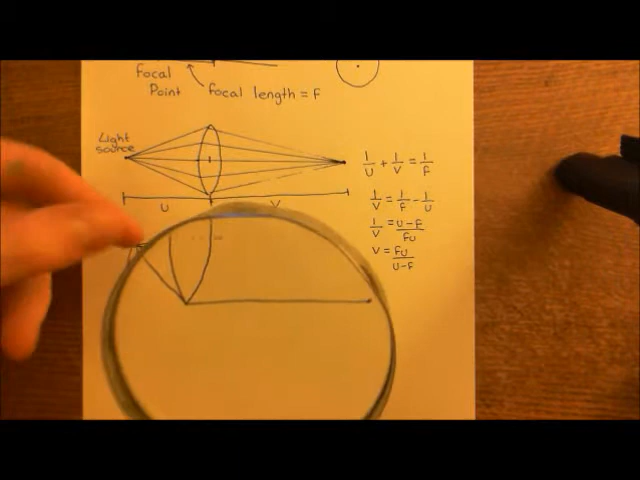 Focal
Point
focal length = F
Light
source
U
V
1/U + 1/V = 1/F
1/V = 1/F - 1/U
1/V = U-F/FU
V = FU/U-F